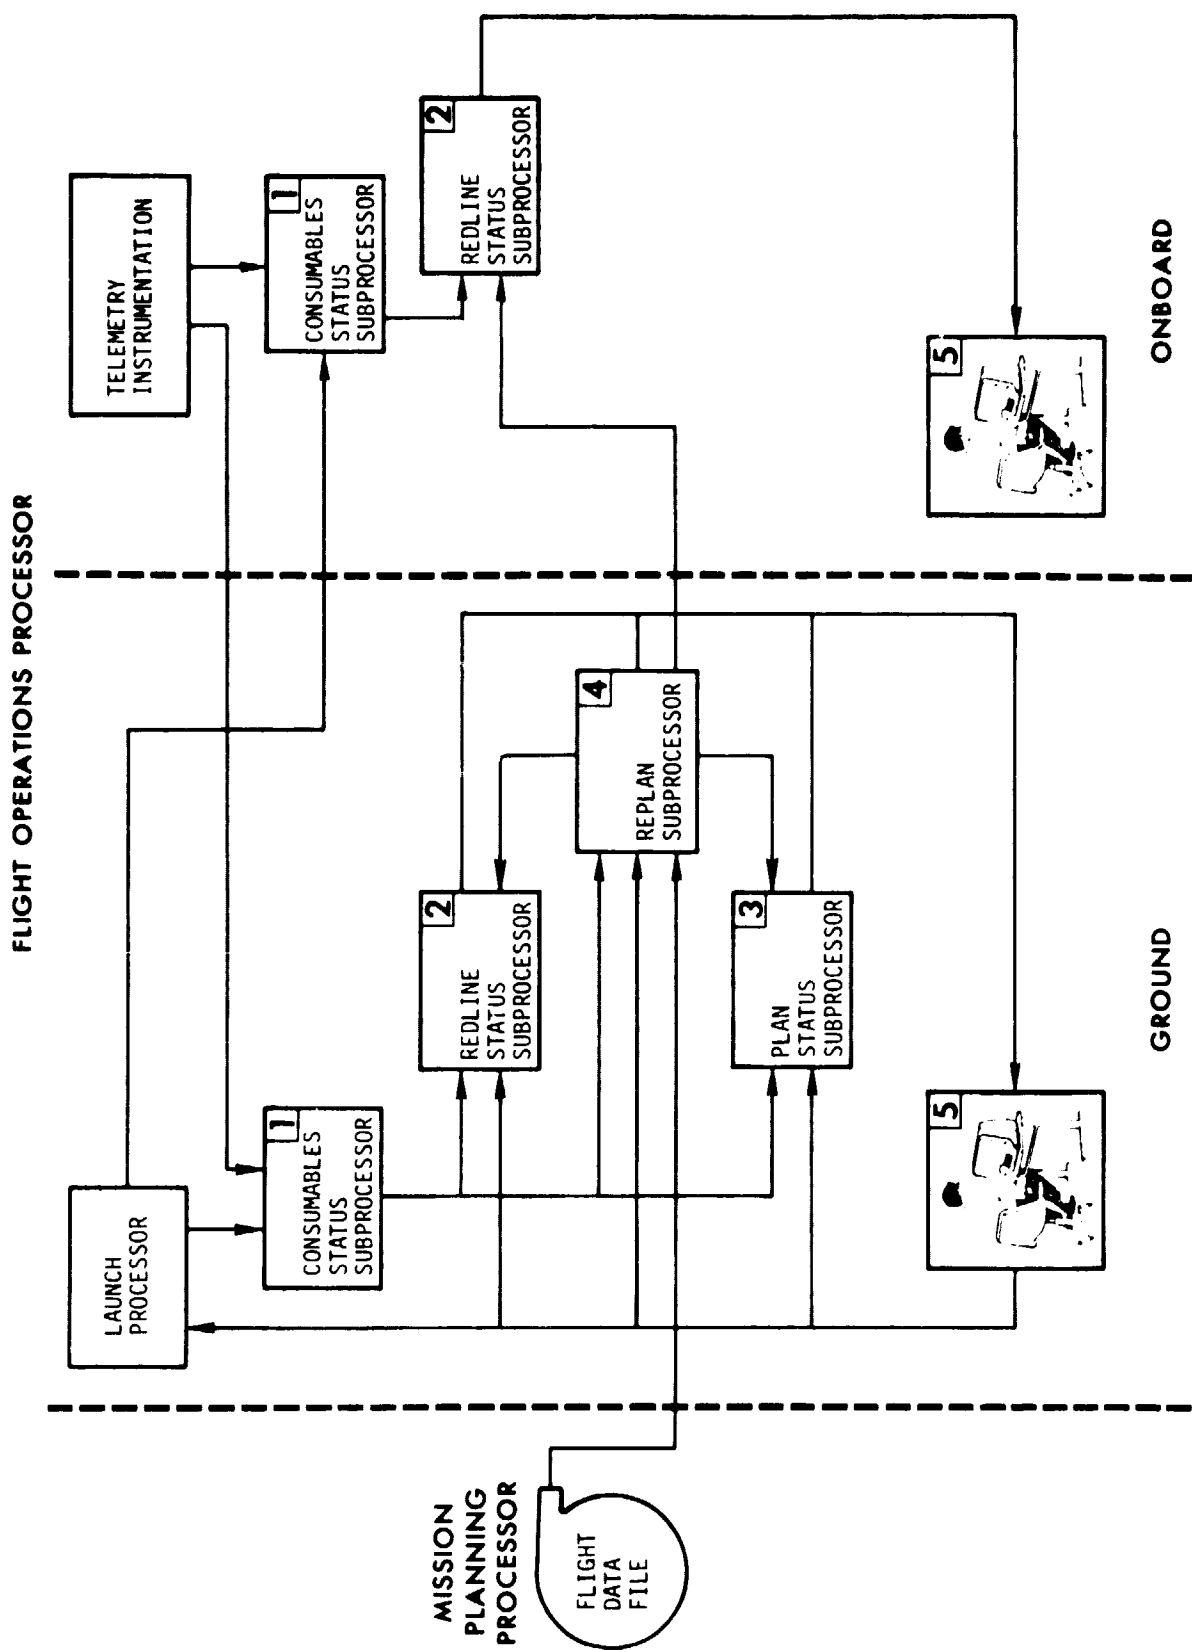 FLIGHT OPERATIONS PROCESSOR
MISSION
PLANNING
PROCESSOR
FLIGHT
DATA
FILE
LAUNCH
PROCESSOR
1
CONSUMABLES
STATUS
SUBPROCESSOR
2
REDLINE
STATUS
SUBPROCESSOR
4
REPLAN
SUBPROCESSOR
3
PLAN
STATUS
SUBPROCESSOR
5
GROUND
TELEMETRY
INSTRUMENTATION
1
CONSUMABLES
STATUS
SUBPROCESSOR
2
REDLINE
STATUS
SUBPROCESSOR
5
ONBOARD